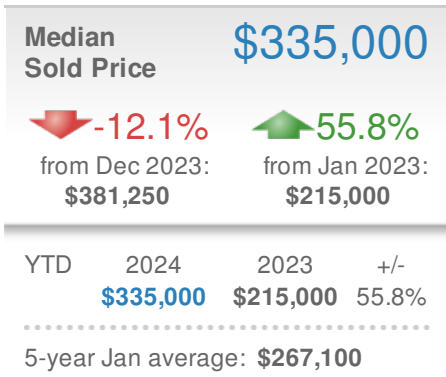 Median
Sold Price
$335,000
-12.1%
55.8%
from Dec 2023:
from Jan 2023:
$381,250
$215,000
YTD 2024 2023 +/-
$335,000 $215,000 55.8%
5-year Jan average: $267,100